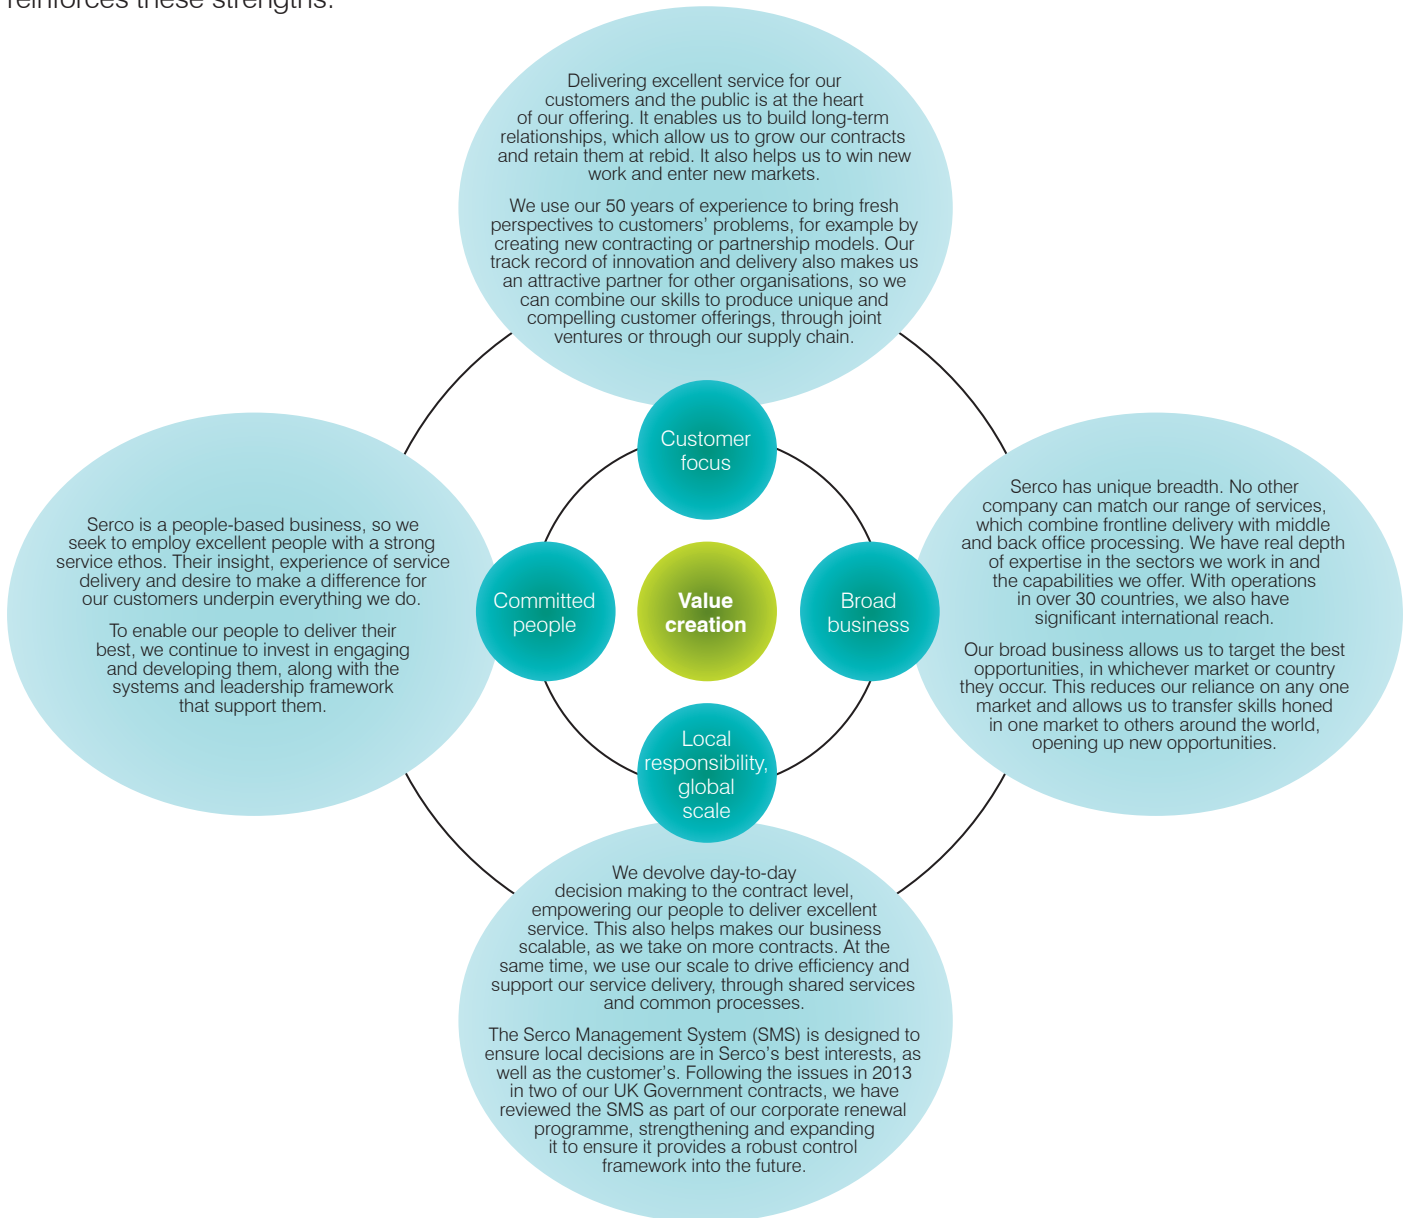 reinforces these strengths.
Delivering excellent service for our
customers and the public is at the heart
of our offering. It enables us to build long-term
relationships, which allow us to grow our contracts
and retain them at rebid. It also helps us to win new
work and enter new markets.
We use our 50 years of experience to bring fresh
perspectives to customers’ problems, for example by
creating new contracting or partnership models. Our
track record of innovation and delivery also makes us
an attractive partner for other organisations, so we
can combine our skills to produce unique and
compelling customer offerings, through joint
ventures or through our supply chain.
Customer
focus
Serco is a people-based business, so we
seek to employ excellent people with a strong
service ethos. Their insight, experience of service
delivery and desire to make a difference for
our customers underpin everything we do.
To enable our people to deliver their
best, we continue to invest in engaging
and developing them, along with the
systems and leadership framework
that support them.
Committed
people
Value
creation
Broad
business
Serco has unique breadth. No other
company can match our range of services,
which combine frontline delivery with middle
and back office processing. We have real depth
of expertise in the sectors we work in and
the capabilities we offer. With operations
in over 30 countries, we also have
significant international reach.
Our broad business allows us to target the best
opportunities, in whichever market or country
they occur. This reduces our reliance on any one
market and allows us to transfer skills honed
in one market to others around the world,
opening up new opportunities.
Local
responsibility,
global
scale
We devolve day-to-day
decision making to the contract level,
empowering our people to deliver excellent
service. This also helps makes our business
scalable, as we take on more contracts. At the
same time, we use our scale to drive efficiency and
support our service delivery, through shared services
and common processes.
The Serco Management System (SMS) is designed to
ensure local decisions are in Serco’s best interests, as
well as the customer’s. Following the issues in 2013
in two of our UK Government contracts, we have
reviewed the SMS as part of our corporate renewal
programme, strengthening and expanding
it to ensure it provides a robust control
framework into the future.